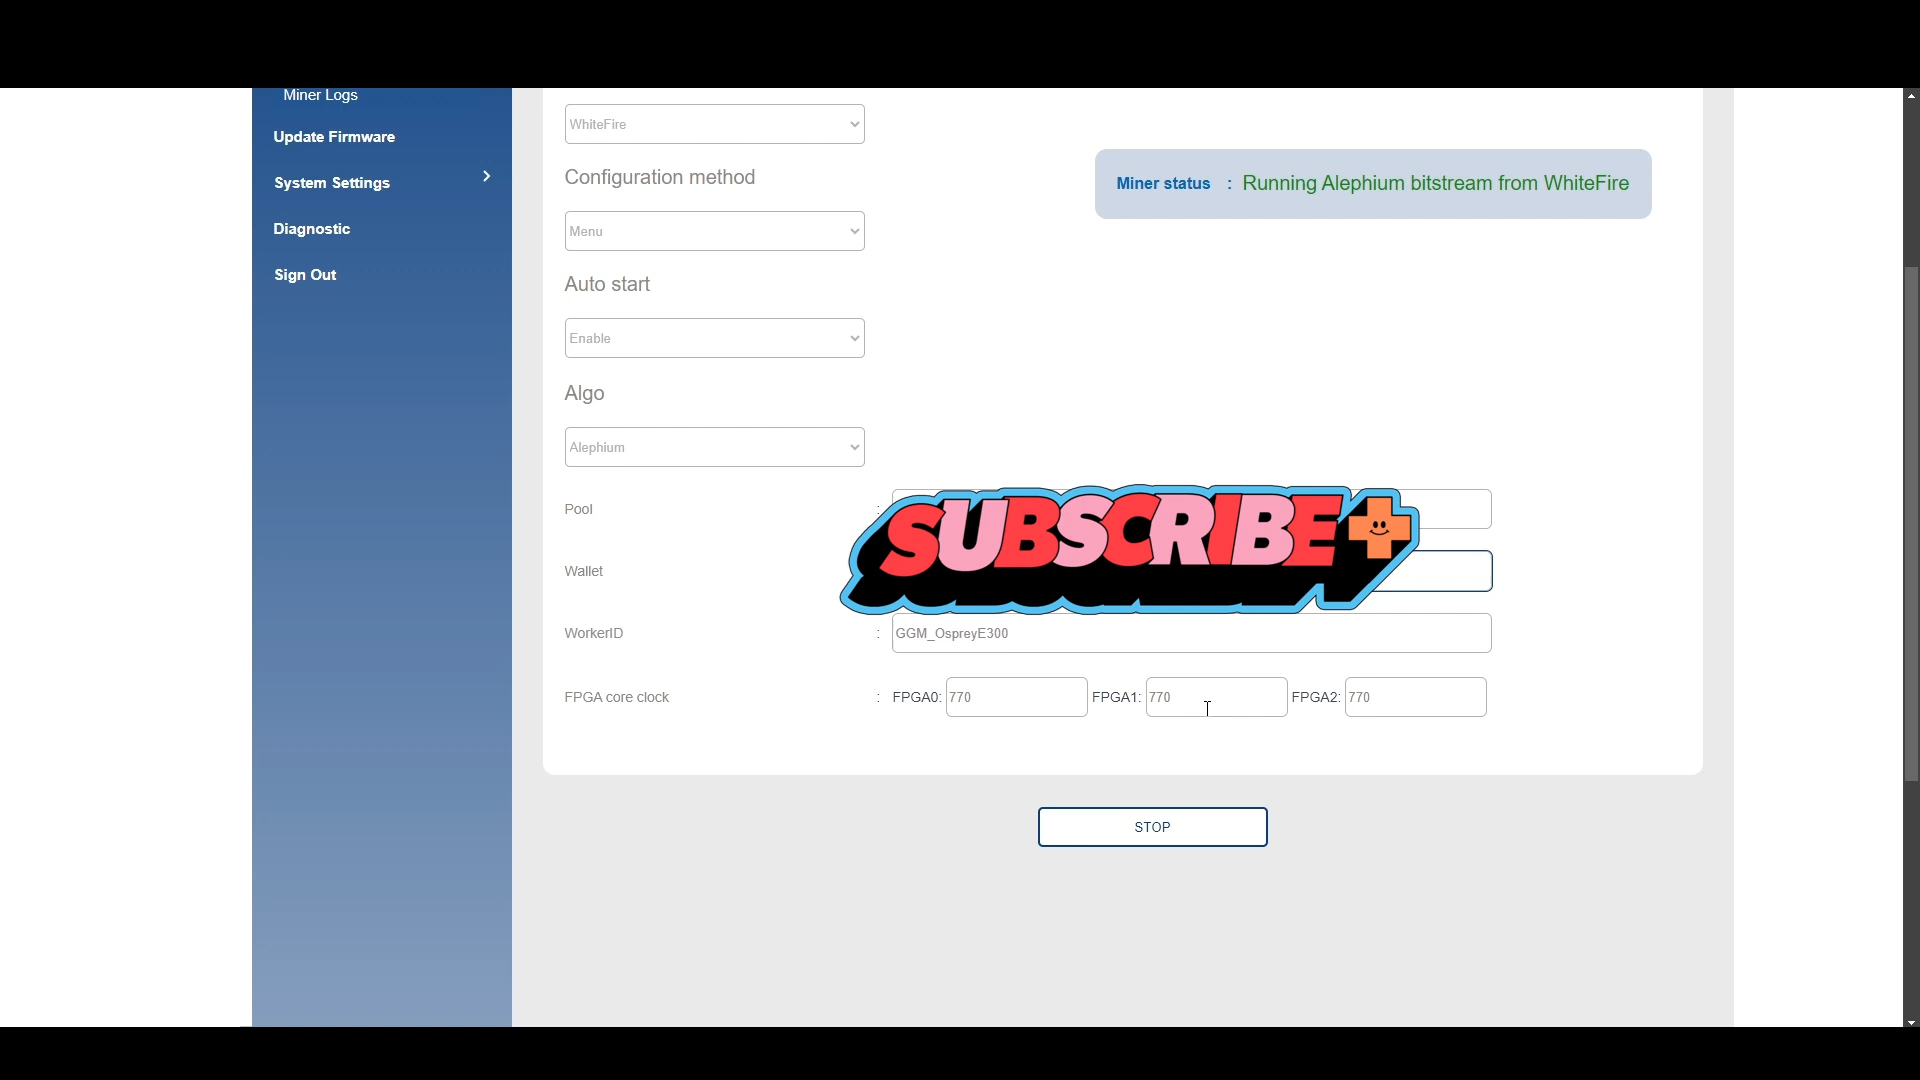 Miner Logs
Update Firmware
System Settings
Diagnostic
Sign Out
WhiteFire
Configuration method
Menu
Auto start
Enable
Algo
Alephium
Miner status : Running Alephium bitstream from WhiteFire
Pool :
SUBSCRIBE
Wallet
WorkerID : GGM_OspreyE300
FPGA core clock : FPGA0: 770 FPGA1: 770 FPGA2: 770
STOP